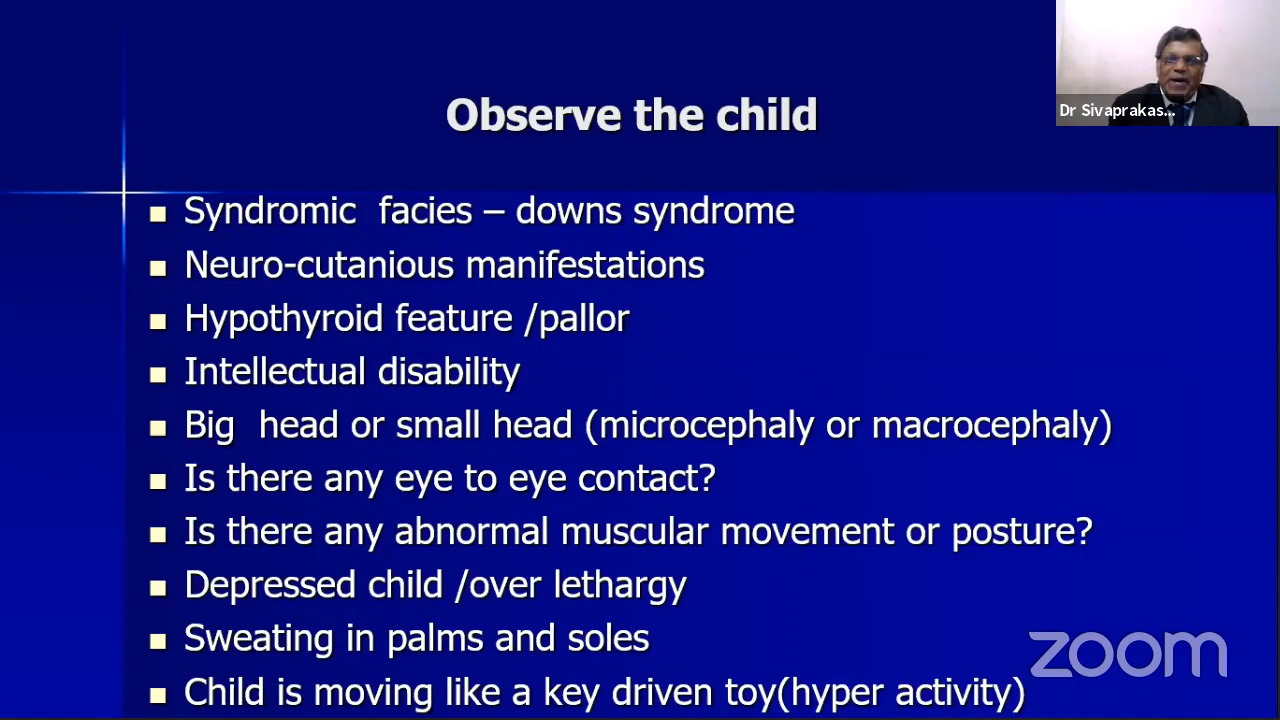 Dr Sivaprakas...
Observe the child
Syndromic facies – downs syndrome
Neuro-cutanious manifestations
Hypothyroid feature /pallor
Intellectual disability
Big head or small head (microcephaly or macrocephaly)
Is there any eye to eye contact?
Is there any abnormal muscular movement or posture?
Depressed child /over lethargy
Sweating in palms and soles
Child is moving like a key driven toy(hyper activity)
zoom